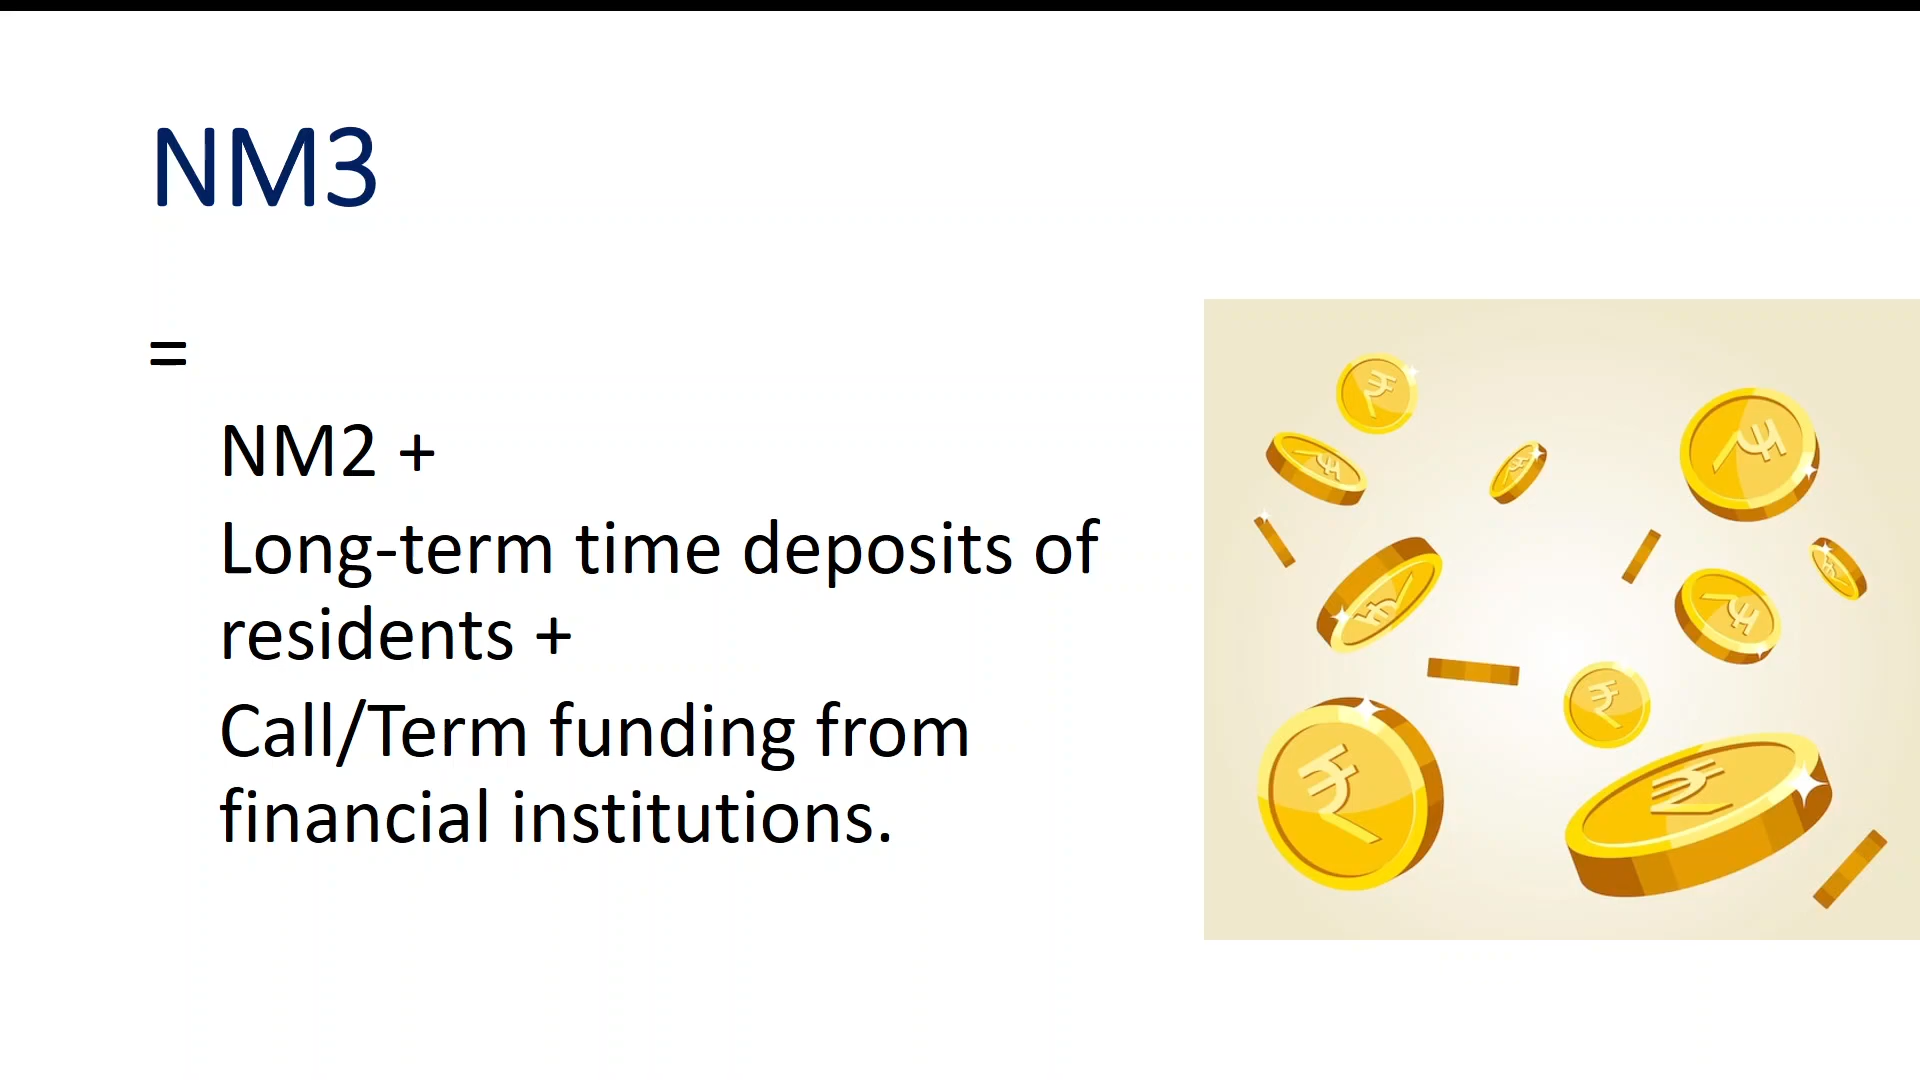 NM3
=
NM2 +
Long-term time deposits of
residents +
Call/Term funding from
financial institutions.